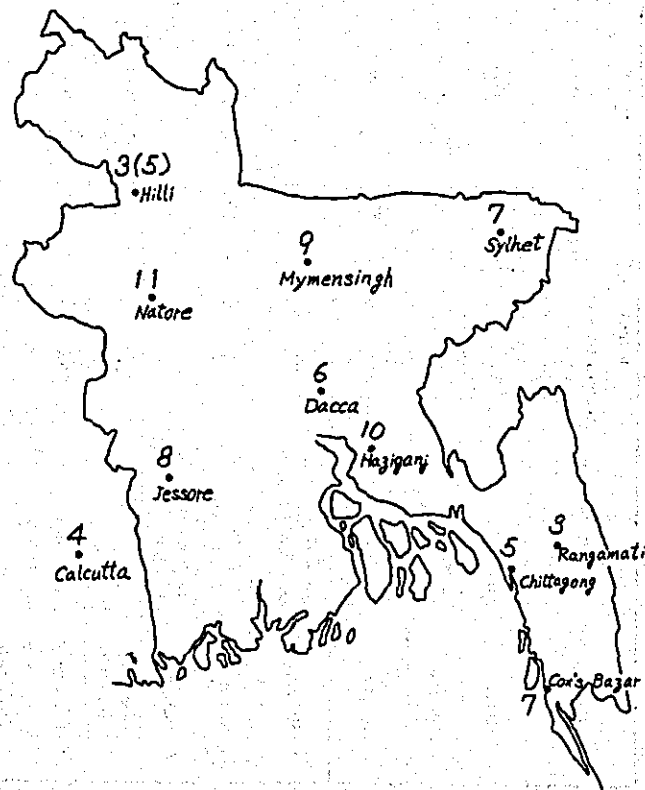 3(5)
Hilli
7
Sylhet
9
Mymensingh
11
Natore
6
Dacca
10
Haziganj
8
Jessore
4
Calcutta
3
Rangamati
5
Chittagong
Cox's Bazar
7